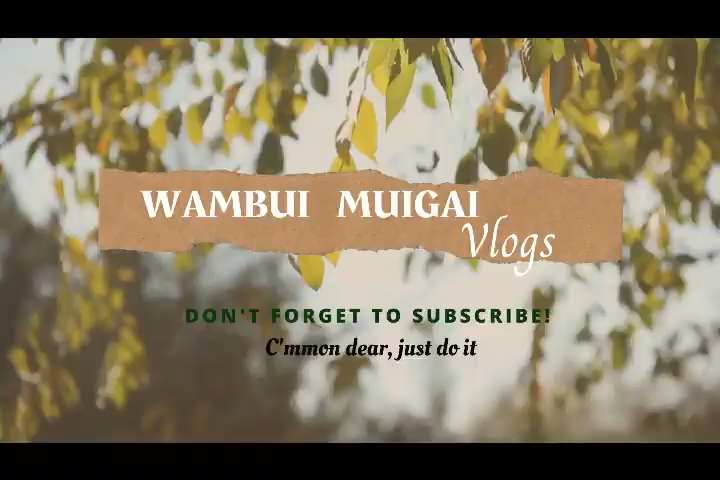 WAMBUI MUIGAI
Vlogs
DON'T FORGET TO SUBSCRIBE!
C'mmon dear, just do it